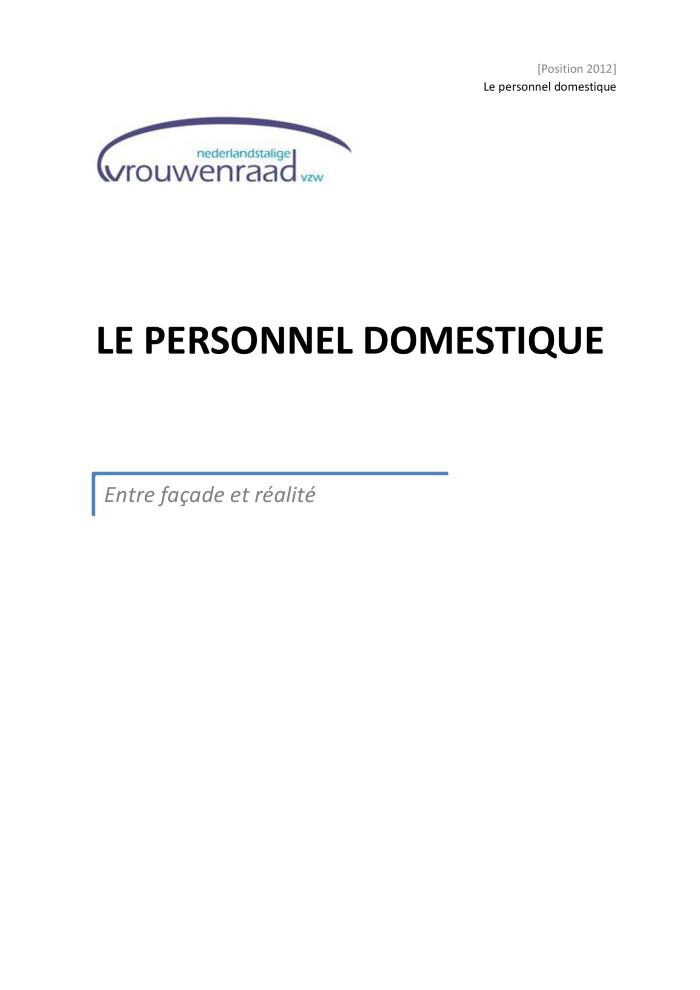 [Position 2012]
Le personnel domestique
nederlandstalige
vrouwenraad vzw
LE PERSONNEL DOMESTIQUE
Entre façade et réalité